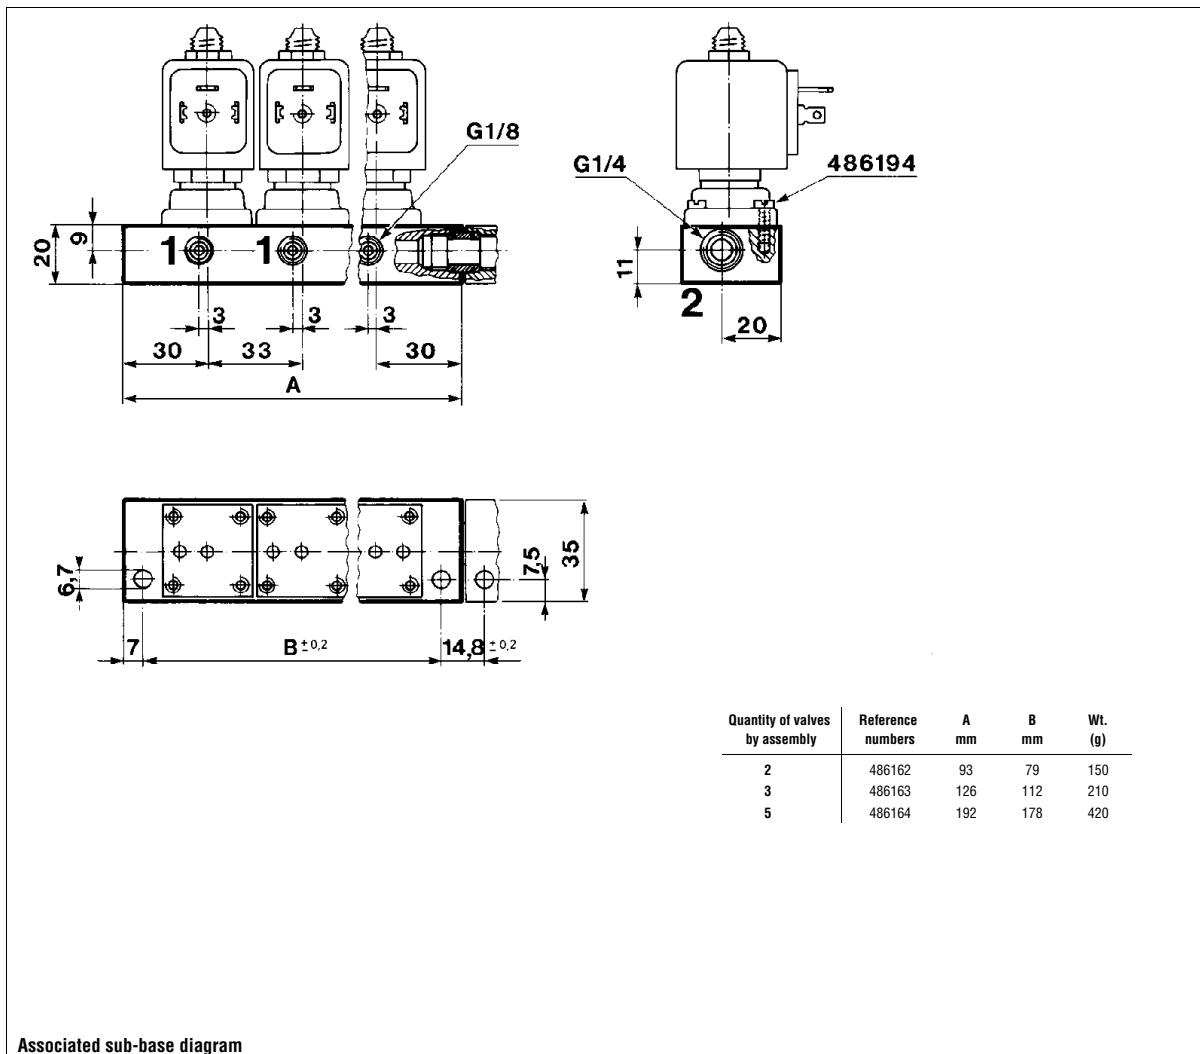 G1/8
G1/4
486194
9
20
1
1
11
2
3
3
3
20
30
33
30
A
6,7
7,5
35
7
B ± 0,2
14,8 ± 0,2
Quantity of valves by assembly Reference numbers A mm B mm Wt. (g)
2 486162 93 79 150
3 486163 126 112 210
5 486164 192 178 420
Associated sub-base diagram